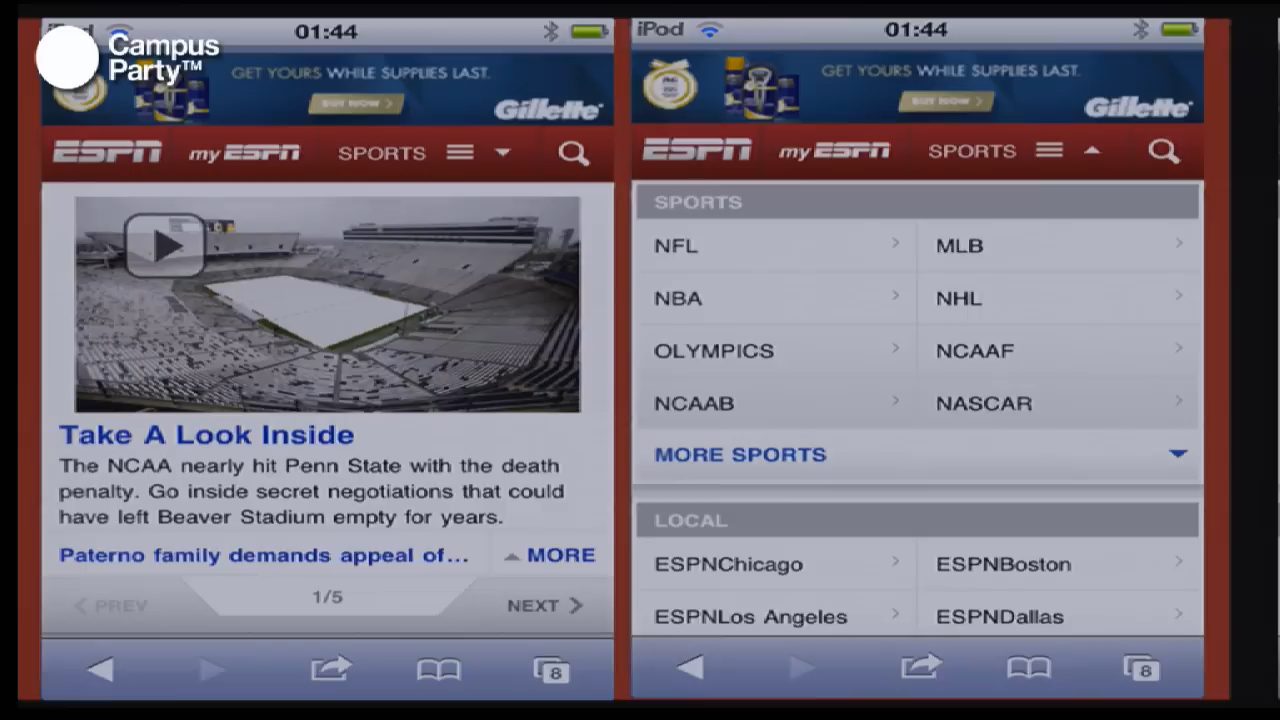 Campus
Party™
01:44
GET YOURS WHILE SUPPLIES LAST.
BUY NOW >
Gillette
ESPN myESPN SPORTS
Take A Look Inside
The NCAA nearly hit Penn State with the death
penalty. Go inside secret negotiations that could
have left Beaver Stadium empty for years.
Paterno family demands appeal of... MORE
PREV 1/5 NEXT
8
iPod 01:44
GET YOURS WHILE SUPPLIES LAST.
BUY NOW >
Gillette
ESPN myESPN SPORTS
SPORTS
NFL MLB
NBA NHL
OLYMPICS NCAAF
NCAAB NASCAR
MORE SPORTS
LOCAL
ESPNChicago ESPNBoston
ESPNLos Angeles ESPNDallas
8